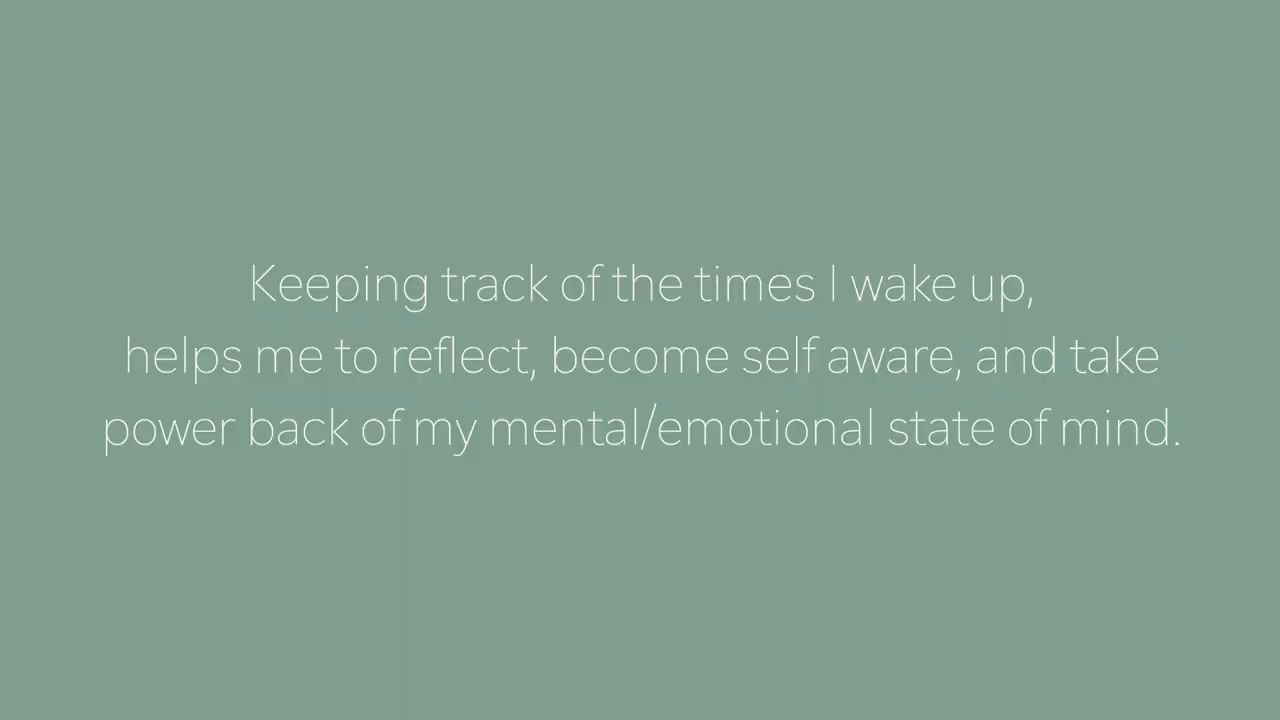 Keeping track of the times I wake up,
helps me to reflect, become self aware, and take
power back of my mental/emotional state of mind.